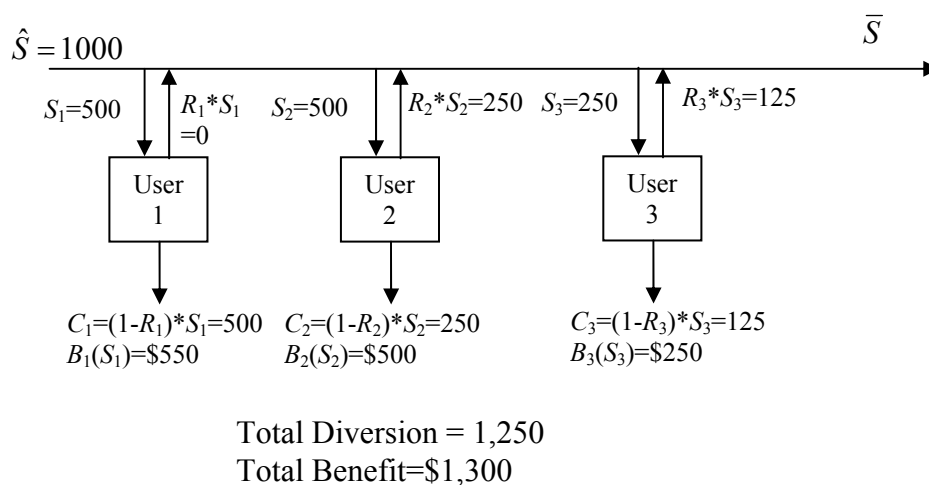 Ŝ = 1000
S̅
S₁=500
R₁*S₁
=0
S₂=500
R₂*S₂=250
S₃=250
R₃*S₃=125
User
1
User
2
User
3
C₁=(1-R₁)*S₁=500
B₁(S₁)=$550
C₂=(1-R₂)*S₂=250
B₂(S₂)=$500
C₃=(1-R₃)*S₃=125
B₃(S₃)=$250
Total Diversion = 1,250
Total Benefit=$1,300